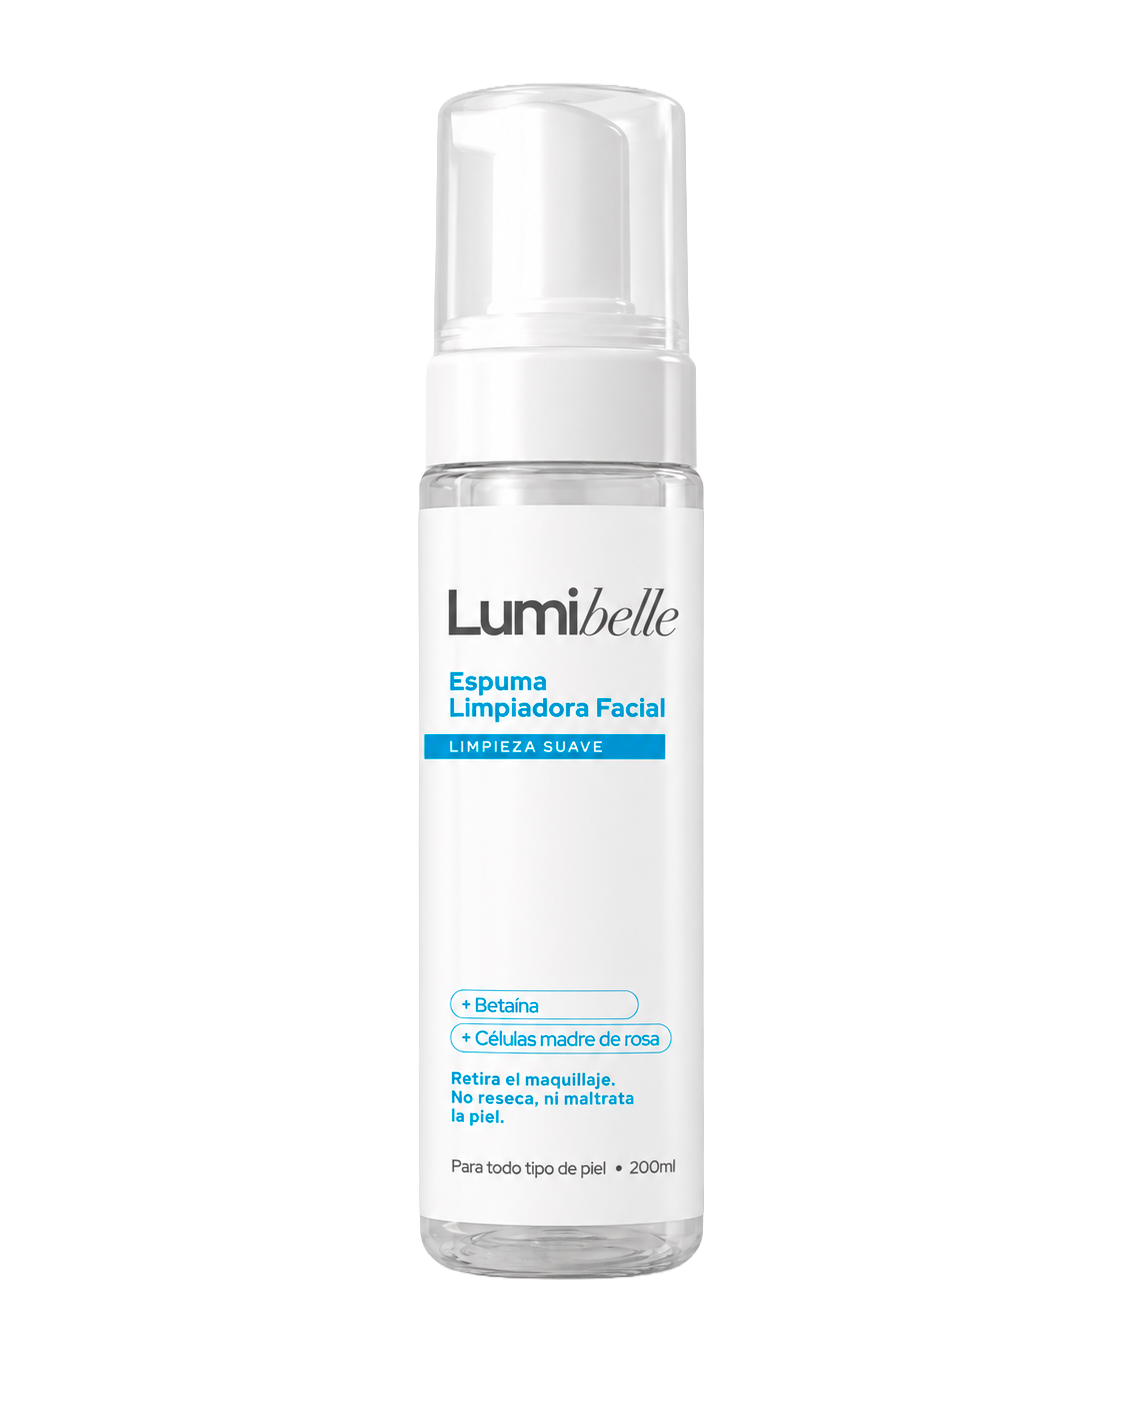 Lumibelle
Espuma
Limpiadora Facial
LIMPIEZA SUAVE
+ Betaína
+ Células madre de rosa
Retira el maquillaje.
No reseca, ni maltrata
la piel.
Para todo tipo de piel • 200ml